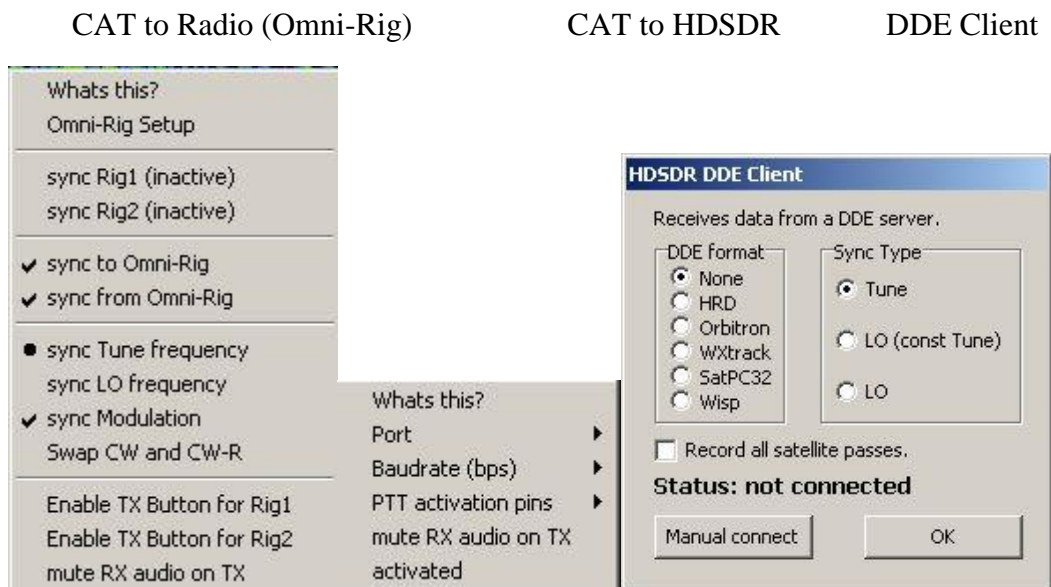 CAT to Radio (Omni-Rig) CAT to HDSDR DDE Client
Whats this?
Omni-Rig Setup
sync Rig1 (inactive)
sync Rig2 (inactive)
sync to Omni-Rig
sync from Omni-Rig
sync Tune frequency
sync LO frequency
sync Modulation
Swap CW and CW-R
Enable TX Button for Rig1
Enable TX Button for Rig2
mute RX audio on TX
Whats this?
Port
Baudrate (bps)
PTT activation pins
mute RX audio on TX
activated
HDSDR DDE Client
Receives data from a DDE server.
DDE format
None
HRD
Orbitron
WXtrack
SatPC32
Wisp
Sync Type
Tune
LO (const Tune)
LO
Record all satellite passes.
Status: not connected
Manual connect OK